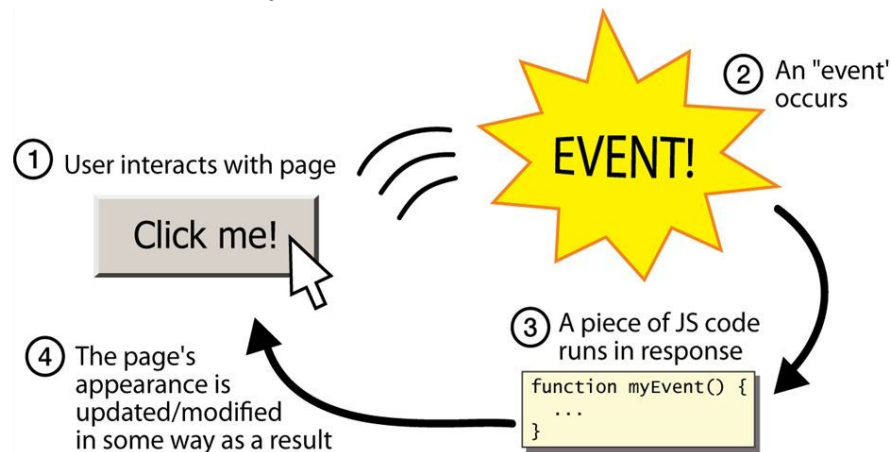 1 User interacts with page
Click me!
EVENT!
2 An "event'
occurs
3 A piece of JS code
runs in response
function myEvent() {
...
}
4 The page's
appearance is
updated/modified
in some way as a result